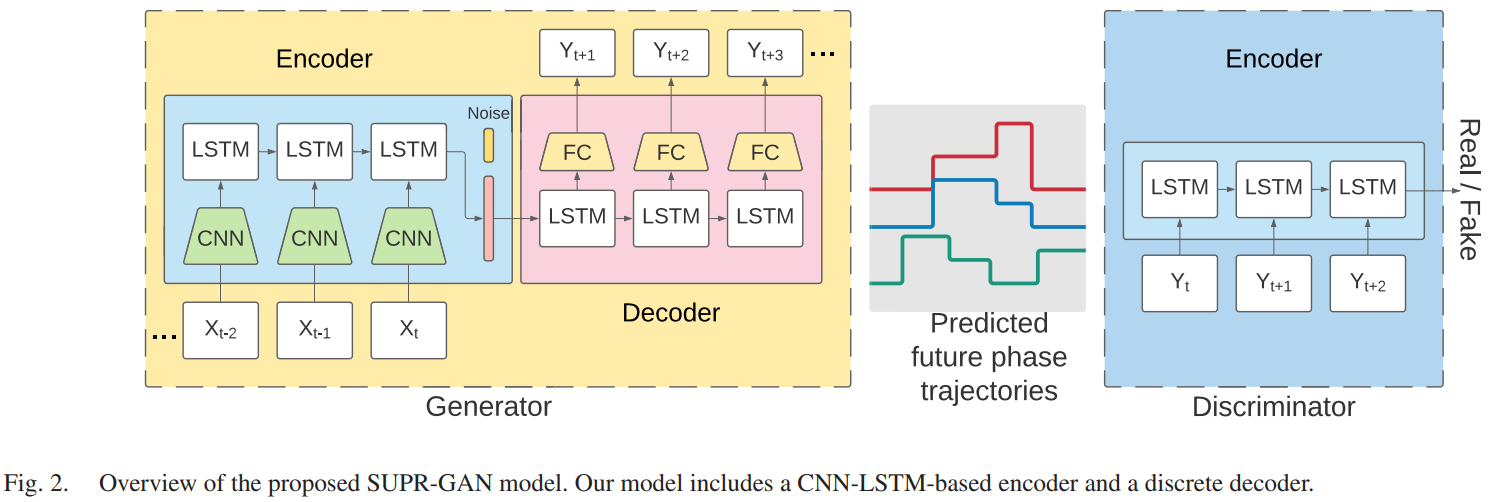 Encoder
Noise
LSTM LSTM LSTM
CNN CNN CNN
... X_{t-2} X_{t-1} X_t
Y_{t+1} Y_{t+2} Y_{t+3} ...
FC FC FC
LSTM LSTM LSTM
Decoder
Generator
Predicted
future phase
trajectories
Encoder
LSTM LSTM LSTM
Y_t Y_{t+1} Y_{t+2}
Discriminator
Real / Fake
Fig. 2. Overview of the proposed SUPR-GAN model. Our model includes a CNN-LSTM-based encoder and a discrete decoder.